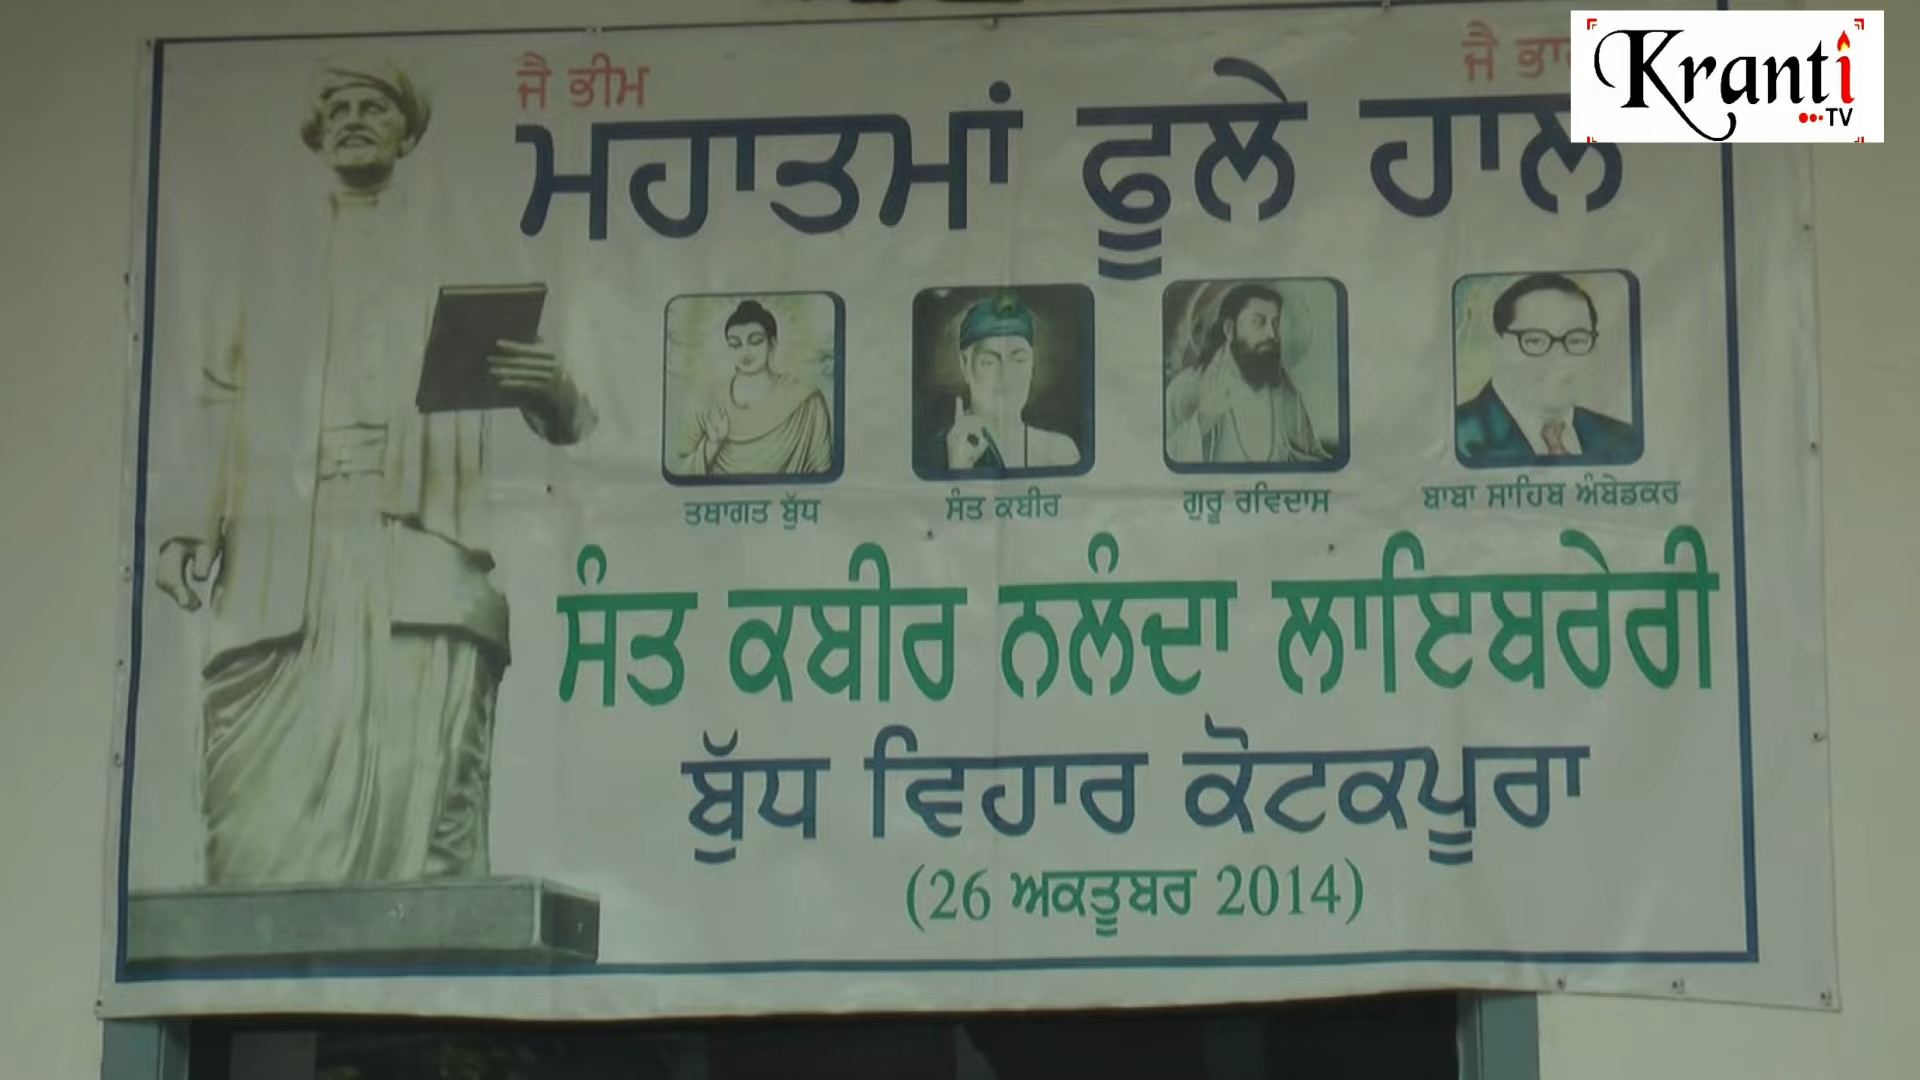 ਜੈ ਭੀਮ
ਜੈ
Kranti
TV
ਮਹਾਤਮਾਂ ਫੂਲੇ ਹਾਲ
ਤਥਾਗਤ ਬੁੱਧ
ਸੰਤ ਕਬੀਰ
ਗੁਰੂ ਰਵਿਦਾਸ
ਬਾਬਾ ਸਾਹਿਬ ਅੰਬੇਡਕਰ
ਸੰਤ ਕਬੀਰ ਨਲੰਦਾ ਲਾਇਬਰੇਰੀ
ਬੁੱਧ ਵਿਹਾਰ ਕੋਟਕਪੂਰਾ
(26 ਅਕਤੂਬਰ 2014)